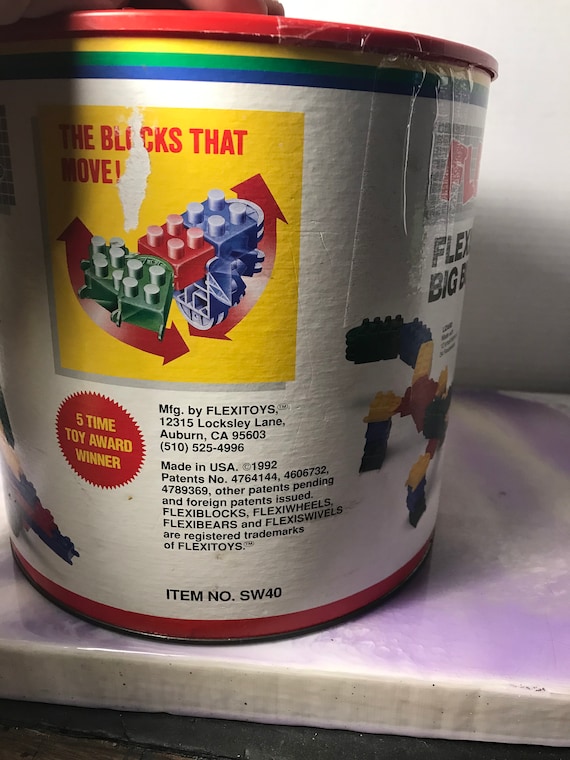 THE BLOCKS THAT
MOVE!
5 TIME
TOY AWARD
WINNER
Mfg. by FLEXITOYS,™
12315 Locksley Lane,
Auburn, CA 95603
(510) 525-4996
Made in USA. ©1992
Patents No. 4764144, 4606732,
4789369, other patents pending
and foreign patents issued.
FLEXIBLOCKS, FLEXIWHEELS,
FLEXIBEARS and FLEXISWIVELS
are registered trademarks
of FLEXITOYS.™
ITEM NO. SW40
FLEXI
BIG B